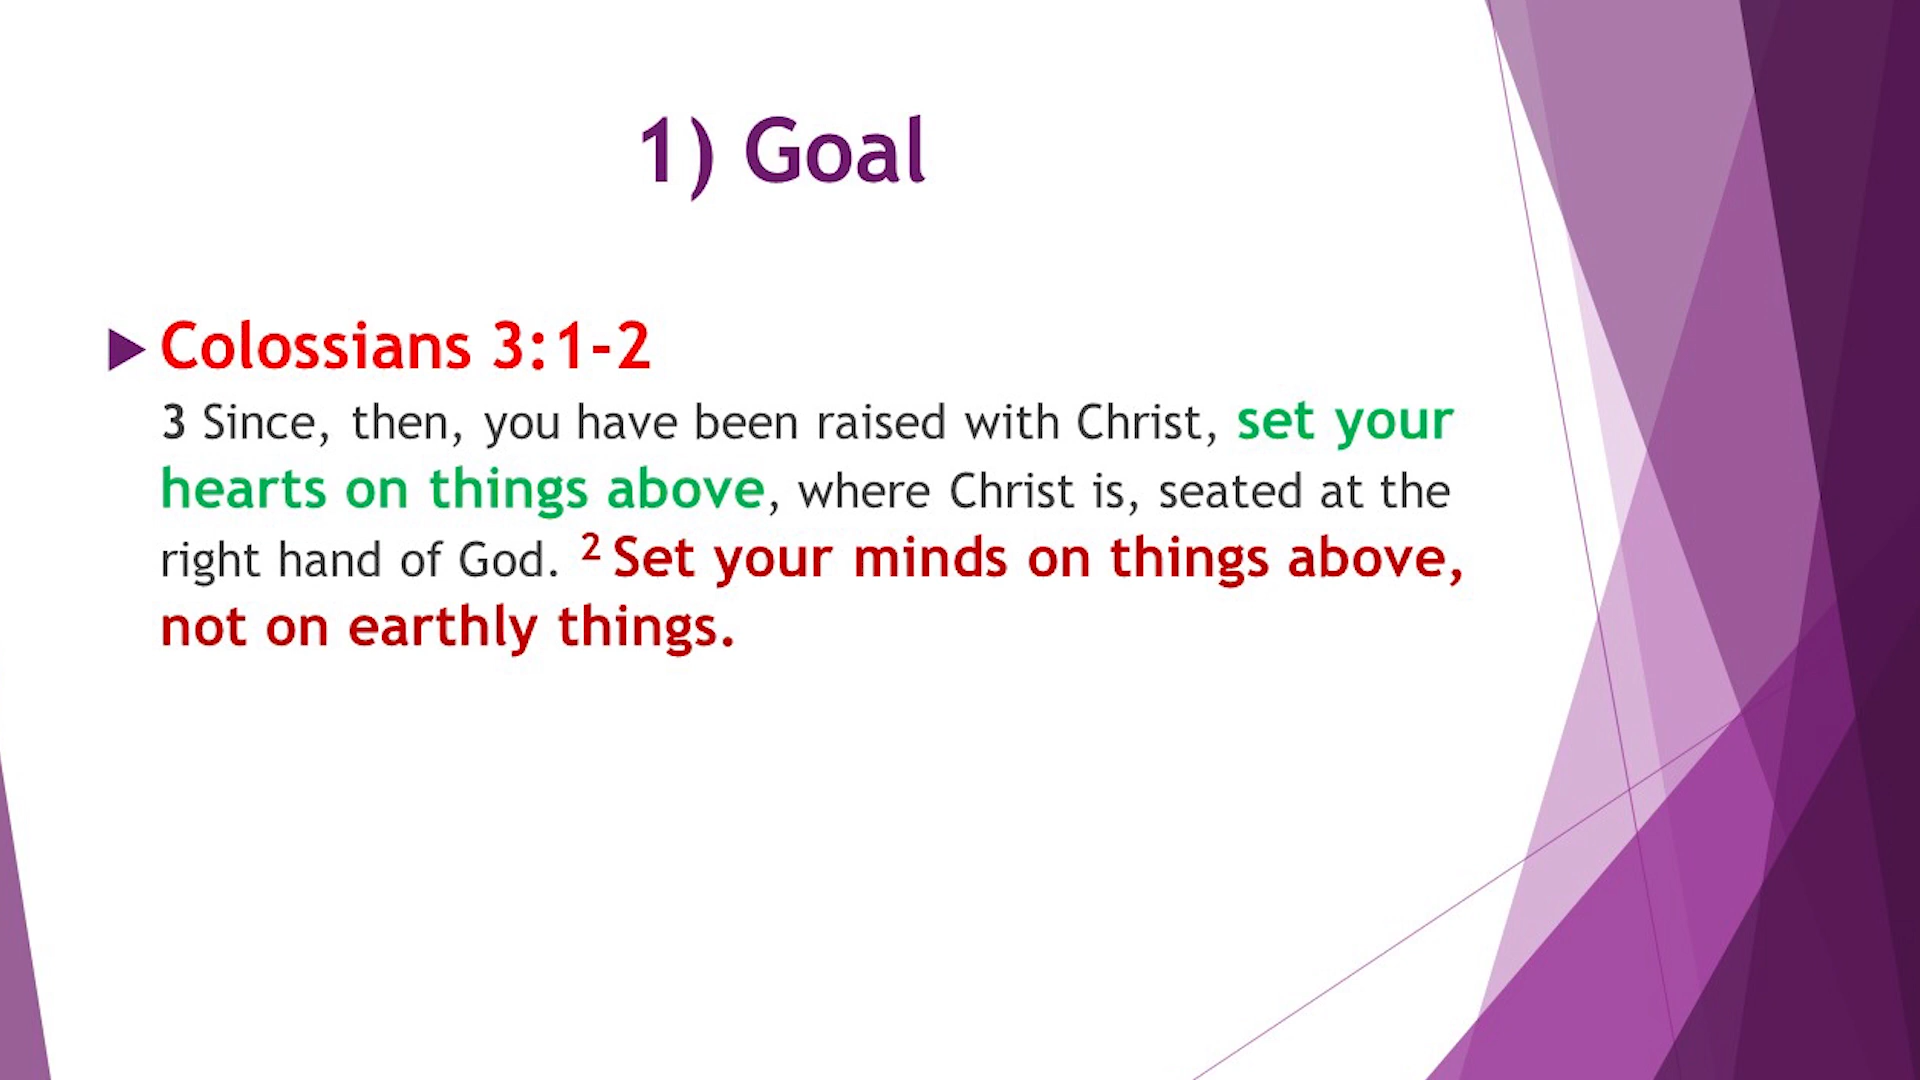 1) Goal
Colossians 3:1-2
3 Since, then, you have been raised with Christ, set your
hearts on things above, where Christ is, seated at the
right hand of God. 2 Set your minds on things above,
not on earthly things.